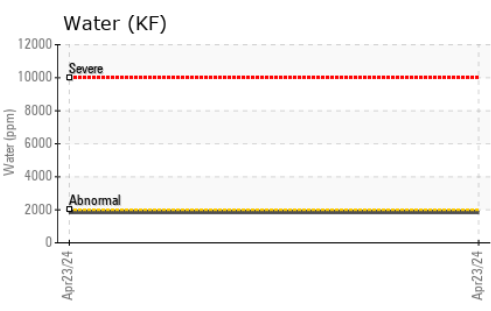 Water (KF)
12000
Severe
10000
8000
Water (ppm)
6000
4000
Abnormal
2000
0
Apr23/24
Apr23/24